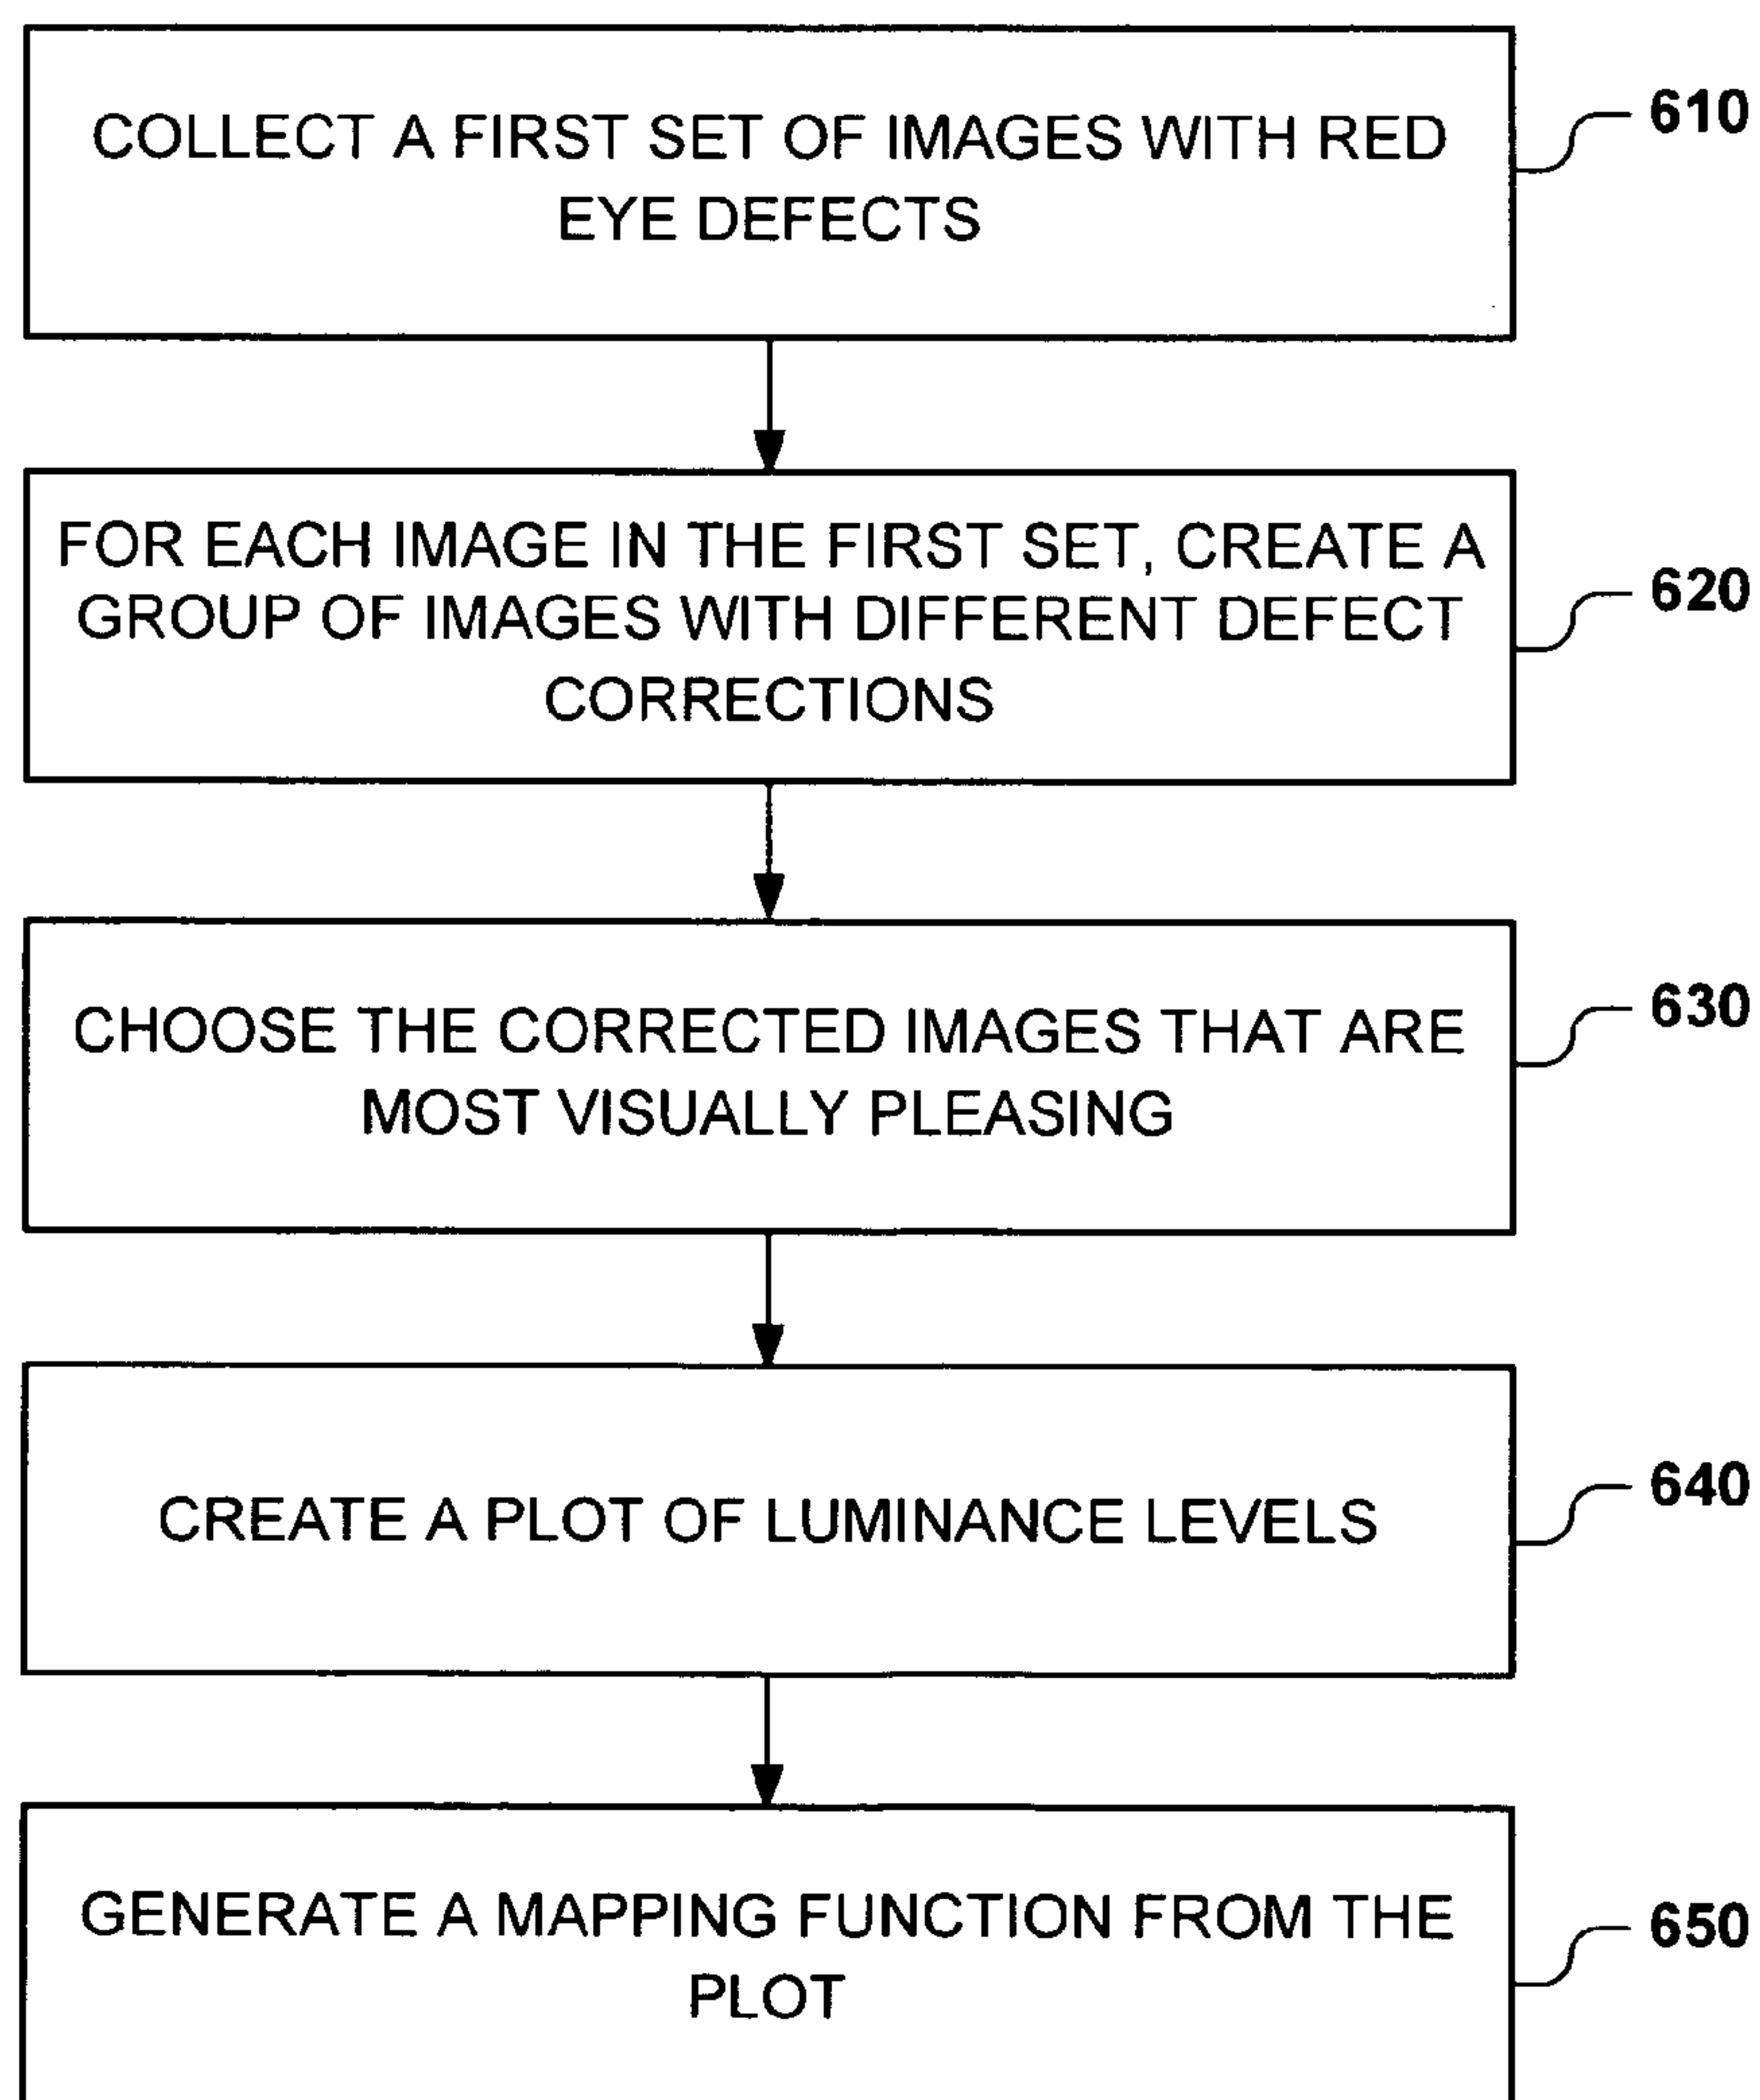 COLLECT A FIRST SET OF IMAGES WITH RED
EYE DEFECTS
610
FOR EACH IMAGE IN THE FIRST SET, CREATE A
GROUP OF IMAGES WITH DIFFERENT DEFECT
CORRECTIONS
620
CHOOSE THE CORRECTED IMAGES THAT ARE
MOST VISUALLY PLEASING
630
CREATE A PLOT OF LUMINANCE LEVELS
640
GENERATE A MAPPING FUNCTION FROM THE
PLOT
650